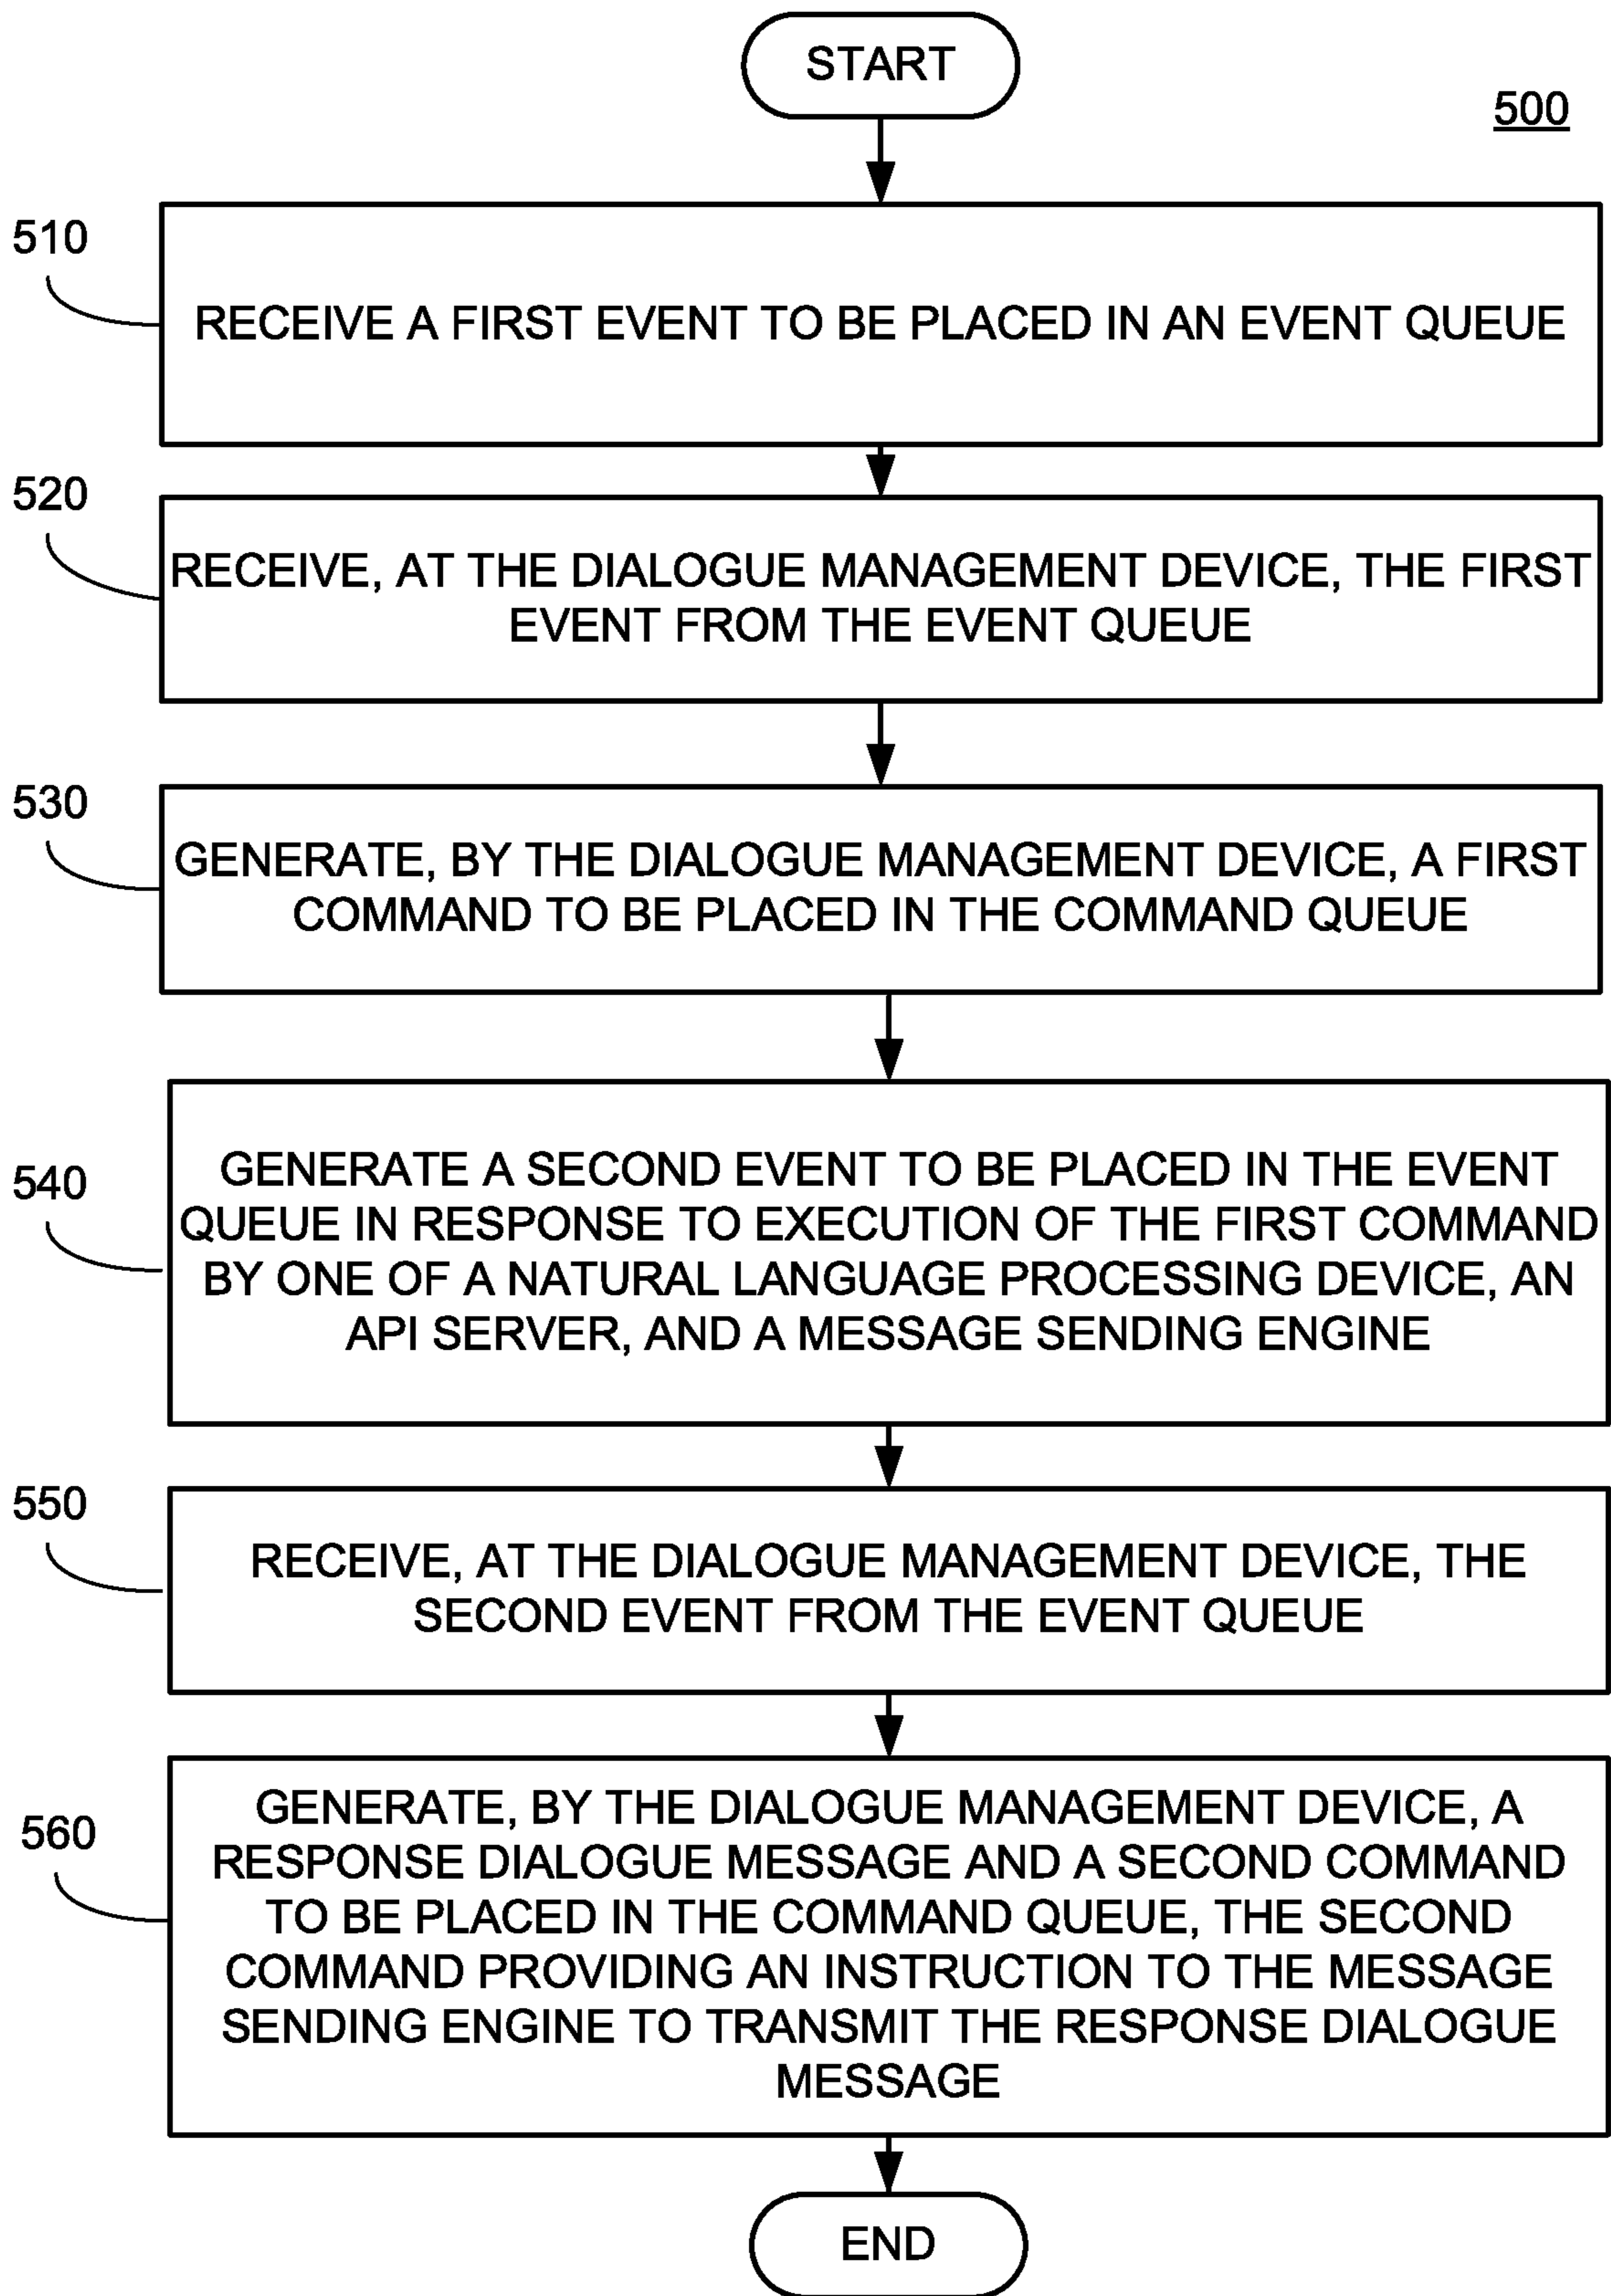 START
500
510
RECEIVE A FIRST EVENT TO BE PLACED IN AN EVENT QUEUE
520
RECEIVE, AT THE DIALOGUE MANAGEMENT DEVICE, THE FIRST
EVENT FROM THE EVENT QUEUE
530
GENERATE, BY THE DIALOGUE MANAGEMENT DEVICE, A FIRST
COMMAND TO BE PLACED IN THE COMMAND QUEUE
540
GENERATE A SECOND EVENT TO BE PLACED IN THE EVENT
QUEUE IN RESPONSE TO EXECUTION OF THE FIRST COMMAND
BY ONE OF A NATURAL LANGUAGE PROCESSING DEVICE, AN
API SERVER, AND A MESSAGE SENDING ENGINE
550
RECEIVE, AT THE DIALOGUE MANAGEMENT DEVICE, THE
SECOND EVENT FROM THE EVENT QUEUE
560
GENERATE, BY THE DIALOGUE MANAGEMENT DEVICE, A
RESPONSE DIALOGUE MESSAGE AND A SECOND COMMAND
TO BE PLACED IN THE COMMAND QUEUE, THE SECOND
COMMAND PROVIDING AN INSTRUCTION TO THE MESSAGE
SENDING ENGINE TO TRANSMIT THE RESPONSE DIALOGUE
MESSAGE
END